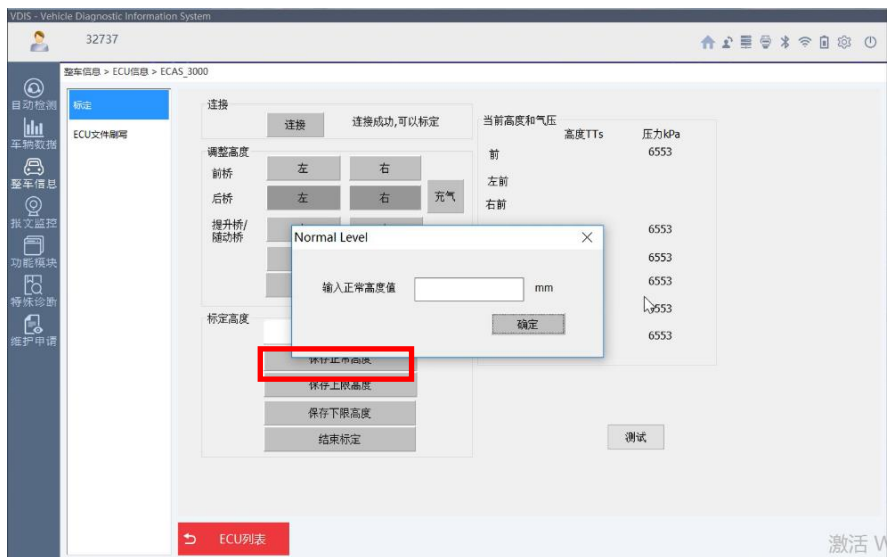 VDIS - Vehicle Diagnostic Information System
32737
整车信息 > ECU信息 > ECAS_3000
自动检测
车辆数据
整车信息
报文监控
功能模块
特殊诊断
维护申请
标定
ECU文件刷写
连接
连接
连接成功,可以标定
调整高度
前桥
左
右
后桥
左
右
充气
提升桥/
随动桥
标定高度
保存正常高度
保存上限高度
保存下限高度
结束标定
当前高度和气压
高度TTs
压力kPa
前
6553
左前
右前
6553
6553
6553
6553
6553
测试
Normal Level
输入正常高度值
mm
确定
ECU列表
激活 W